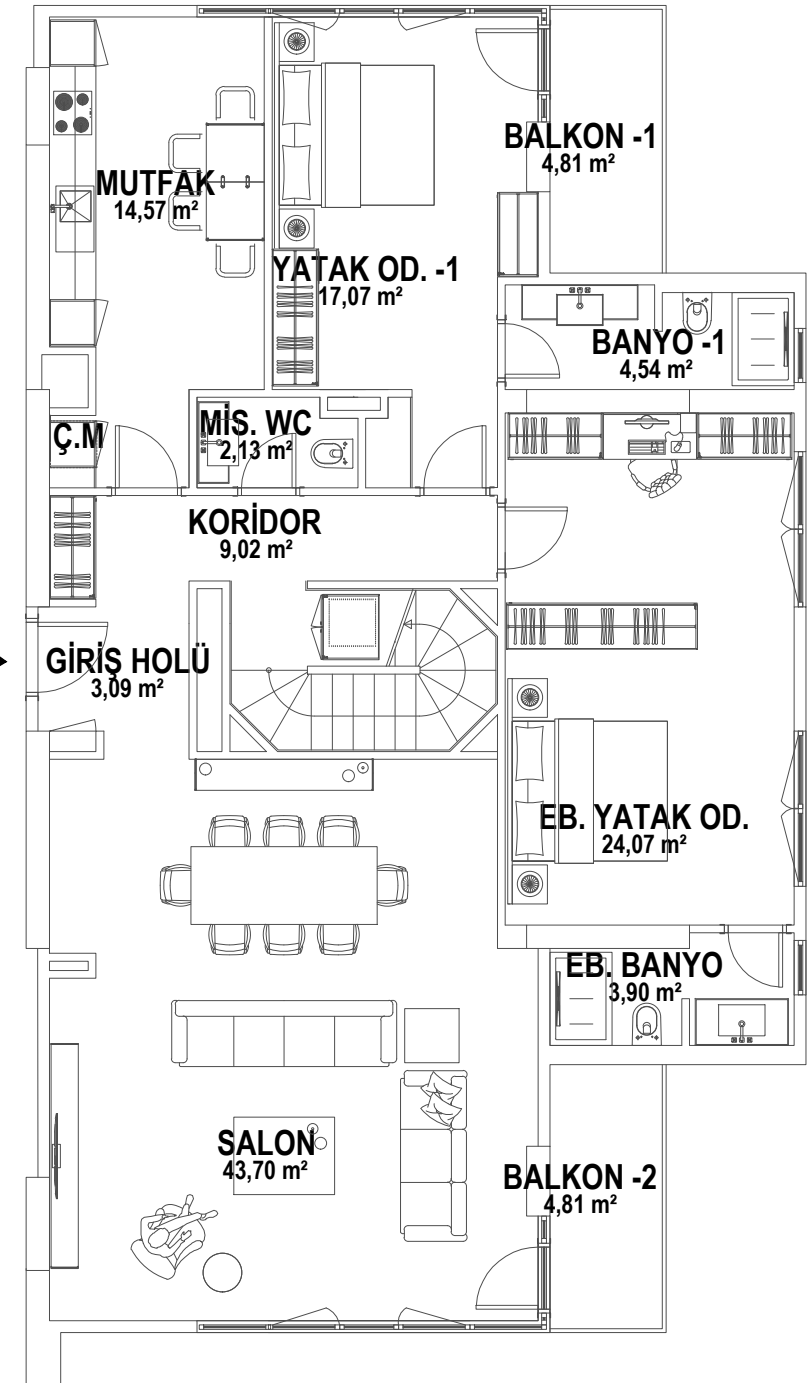 BALKON -1
4,81 m²
MUTFAK
14,57 m²
YATAK OD. -1
17,07 m²
BANYO -1
4,54 m²
MİS. WC
2,13 m²
Ç.M
KORİDOR
9,02 m²
GİRİŞ HOLÜ
3,09 m²
EB. YATAK OD.
24,07 m²
EB. BANYO
3,90 m²
SALON
43,70 m²
BALKON -2
4,81 m²